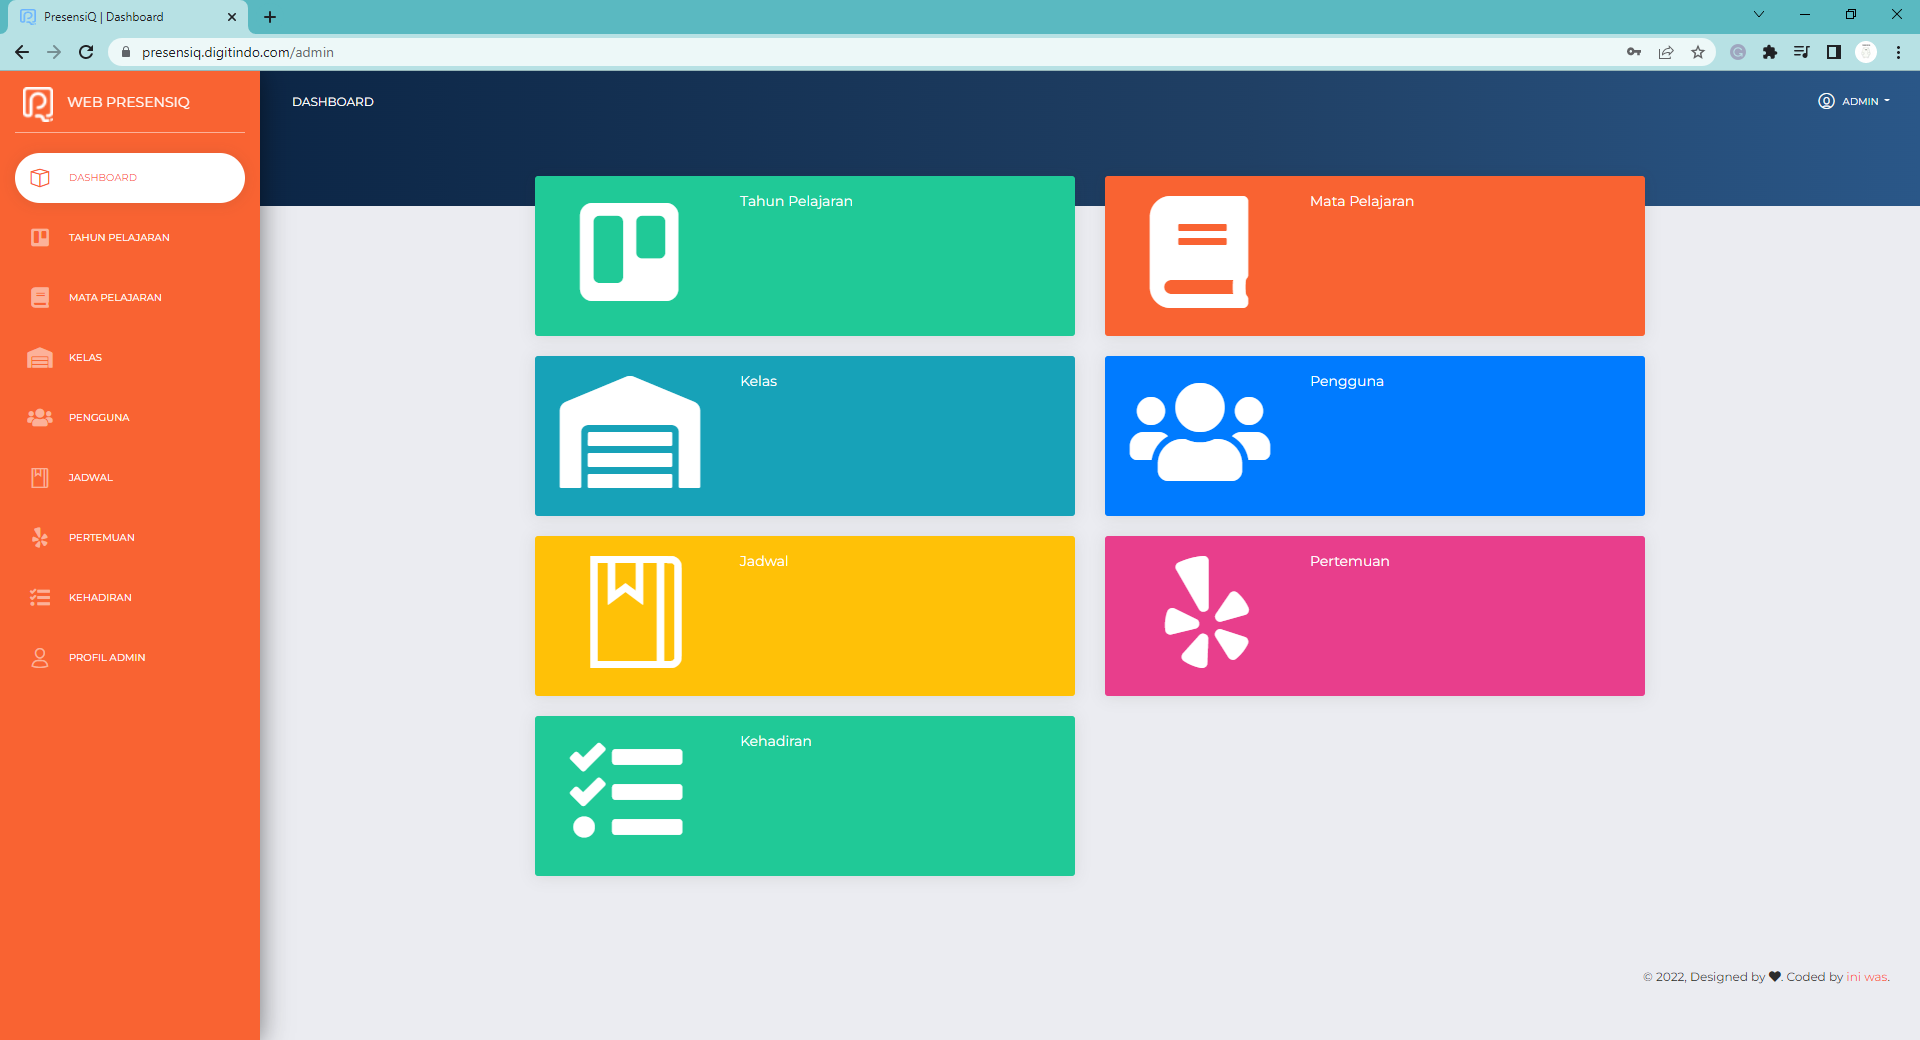 PresensiQ | Dashboard
presensiq.digitindo.com/admin
WEB PRESENSIQ
DASHBOARD
TAHUN PELAJARAN
MATA PELAJARAN
KELAS
PENGGUNA
JADWAL
PERTEMUAN
KEHADIRAN
PROFIL ADMIN
DASHBOARD
ADMIN
Tahun Pelajaran
Mata Pelajaran
Kelas
Pengguna
Jadwal
Pertemuan
Kehadiran
© 2022, Designed by ♥. Coded by ini was.